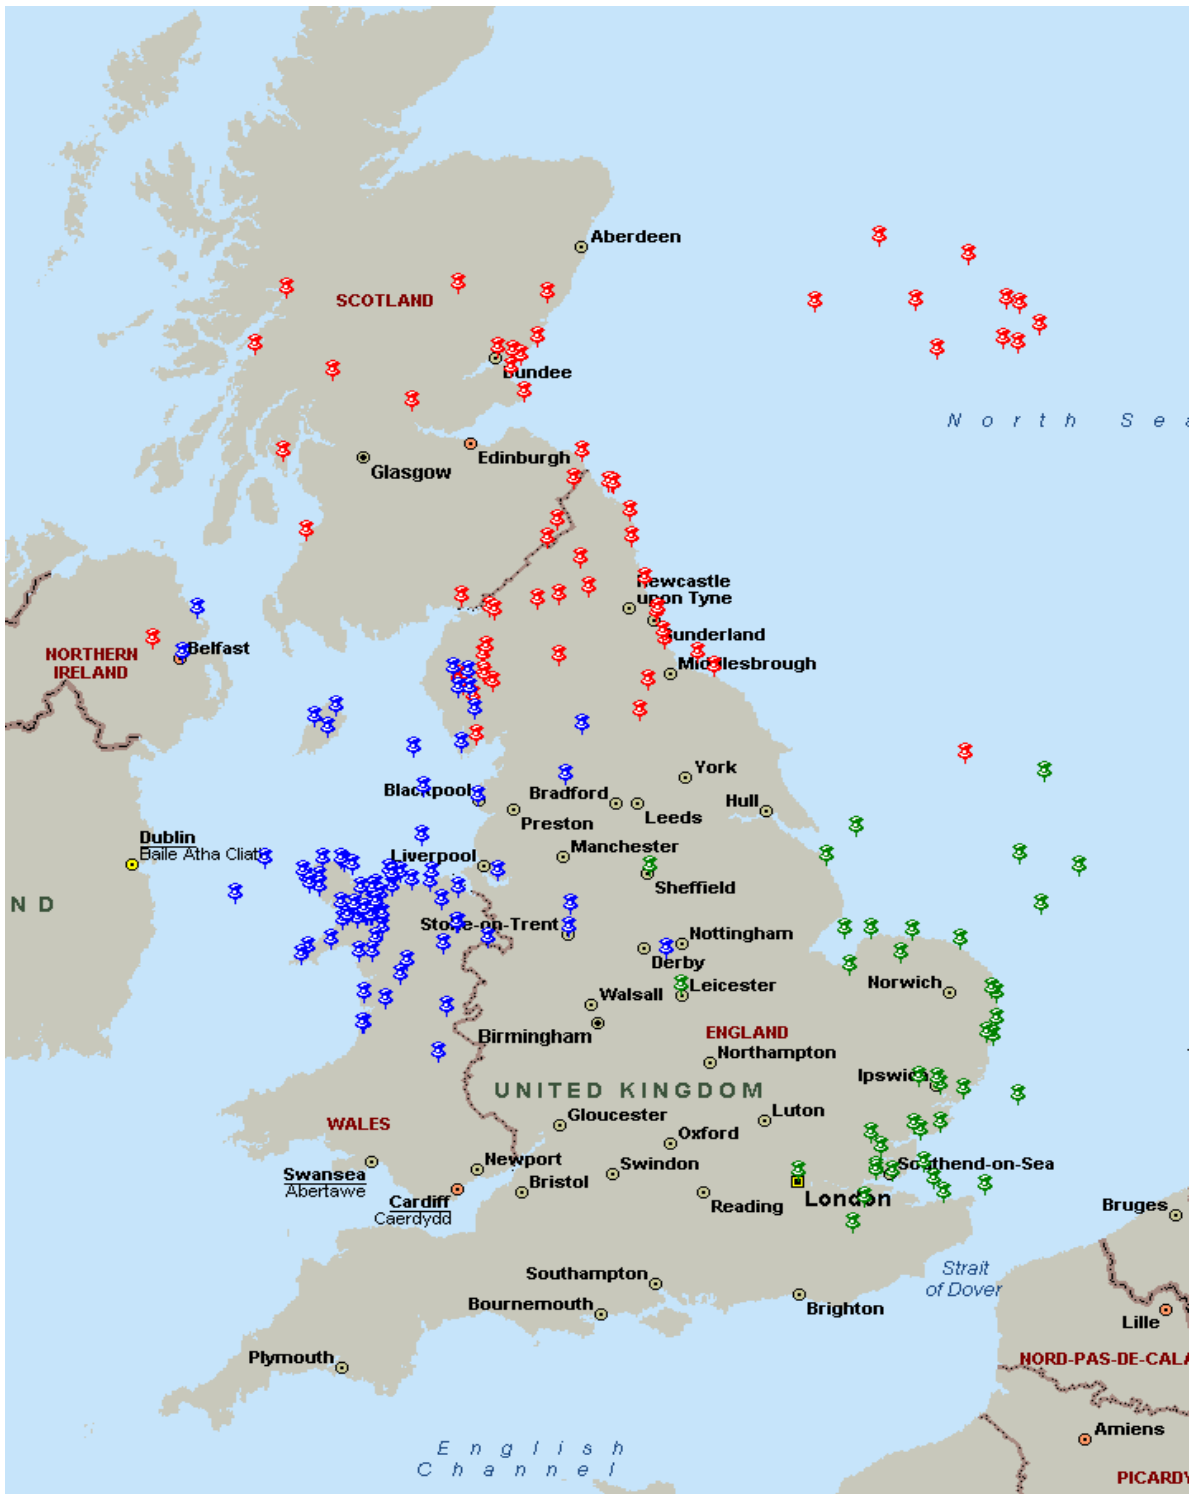 Aberdeen
SCOTLAND
Dundee
North Sea
Edinburgh
Glasgow
Newcastle
upon Tyne
Sunderland
Belfast
NORTHERN
IRELAND
Middlesbrough
York
Blackpool
Bradford
Hull
Leeds
Preston
Dublin
Baile Atha Cliath
Manchester
Liverpool
Sheffield
ND
Stoke-on-Trent
Nottingham
Derby
Norwich
Leicester
Walsall
Birmingham
ENGLAND
Northampton
Ipswich
UNITED KINGDOM
WALES
Gloucester
Luton
Oxford
Newport
Southend-on-Sea
Swansea
Abertawe
Swindon
Cardiff
Caerdydd
Bristol
Reading
London
Bruges
Strait
of Dover
Southampton
Bournemouth
Brighton
Lille
Plymouth
NORD-PAS-DE-CALA
Amiens
English
Channel
PICARDY